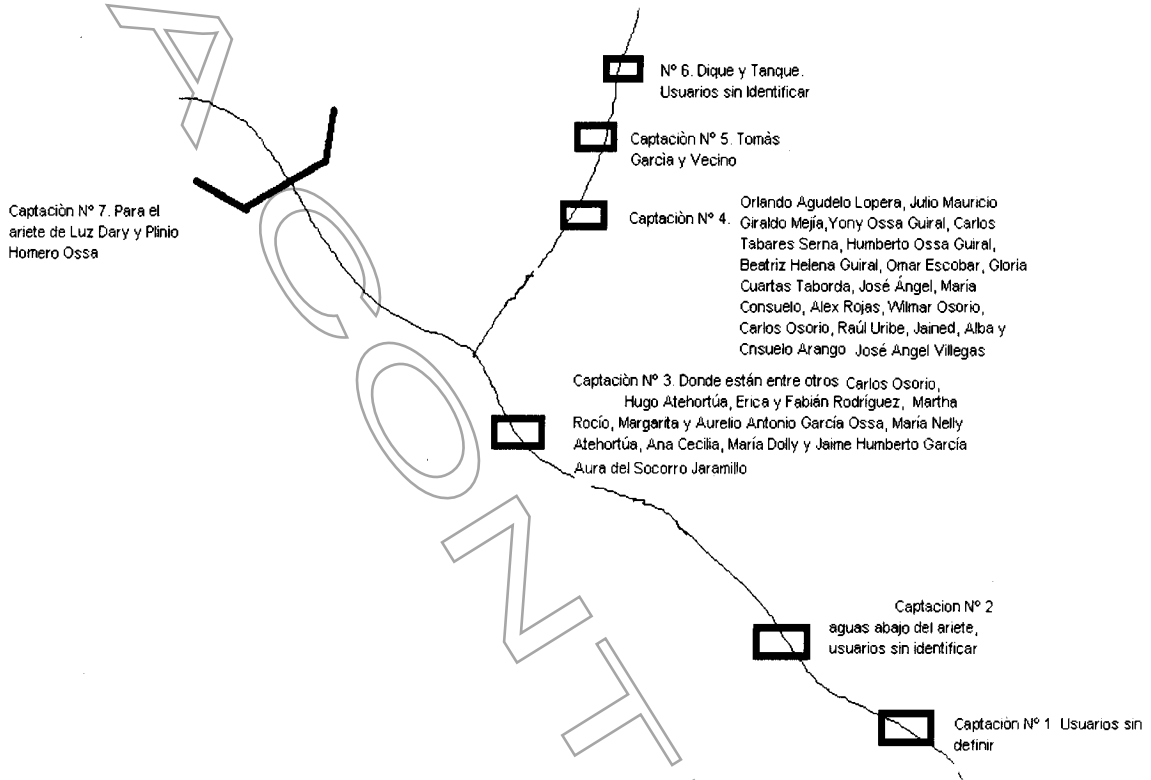 Nº 6. Dique y Tanque.
Usuarios sin Identificar
Captaciòn Nº 5. Tomàs
Garcìa y Vecino
Captaciòn Nº 4.
Orlando Agudelo Lopera, Julio Mauricio
Giraldo Mejía,Yony Ossa Guiral, Carlos
Tabares Serna, Humberto Ossa Guiral,
Beatriz Helena Guiral, Omar Escobar, Gloria
Cuartas Taborda, José Ángel, María
Consuelo, Alex Rojas, Wilmar Osorio,
Carlos Osorio, Raúl Uribe, Jained, Alba y
Cnsuelo Arango José Angel Villegas
Captaciòn Nº 7. Para el
ariete de Luz Dary y Plinio
Homero Ossa
Captaciòn Nº 3. Donde están entre otros Carlos Osorio,
Hugo Atehortúa, Erica y Fabián Rodríguez, Martha
Rocío, Margarita y Aurelio Antonio García Ossa, María Nelly
Atehortúa, Ana Cecilia, María Dolly y Jaime Humberto García
Aura del Socorro Jaramillo
Captacion Nº 2
aguas abajo del ariete,
usuarios sin identificar
Captaciòn Nº 1 Usuarios sin
definir
A CONT